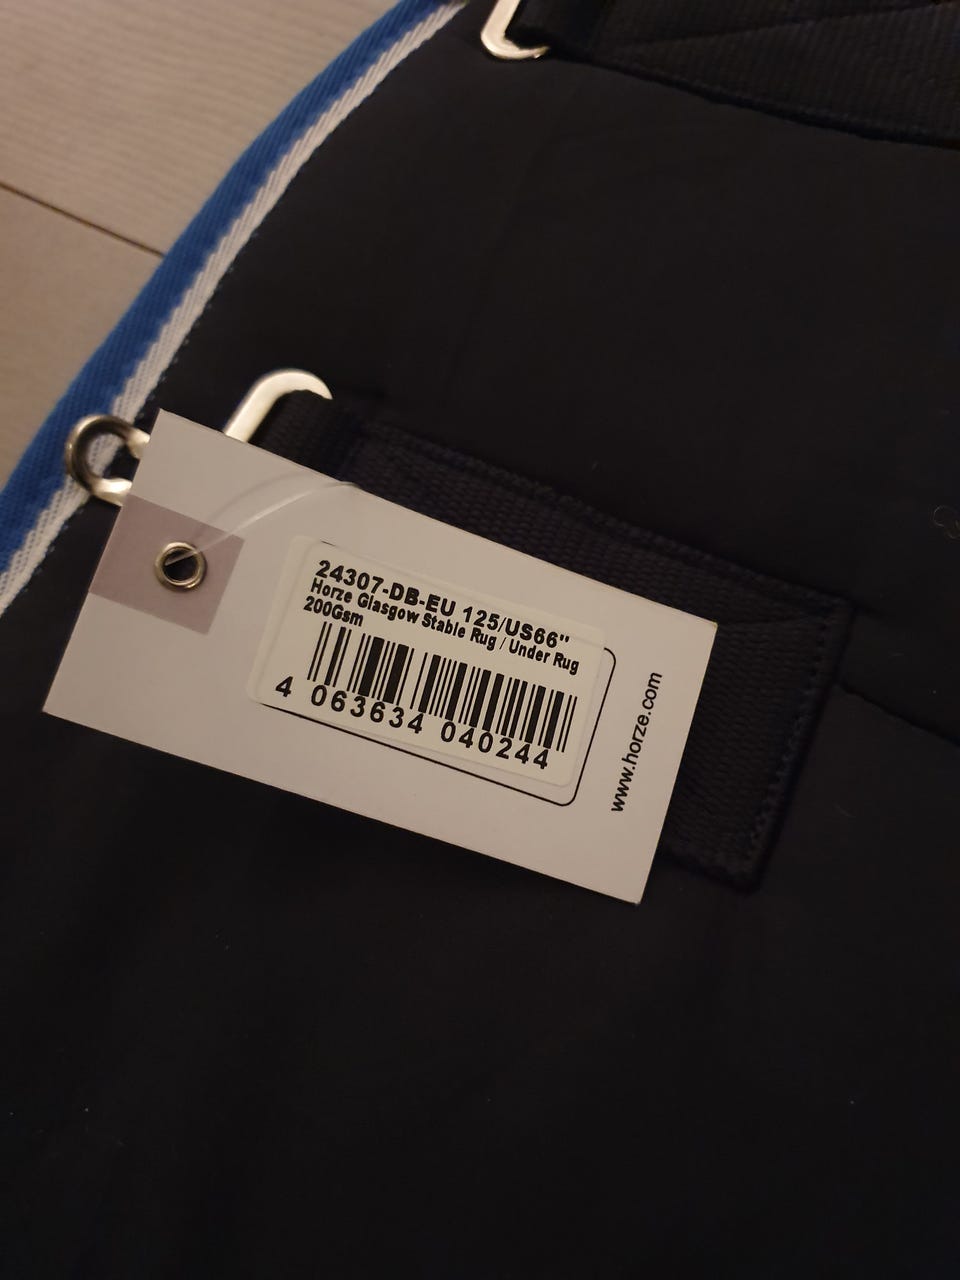 24307-DB-EU 125/US66"
Horze Glasgow Stable Rug / Under Rug
200Gsm
4 063634 040244
www.horze.com